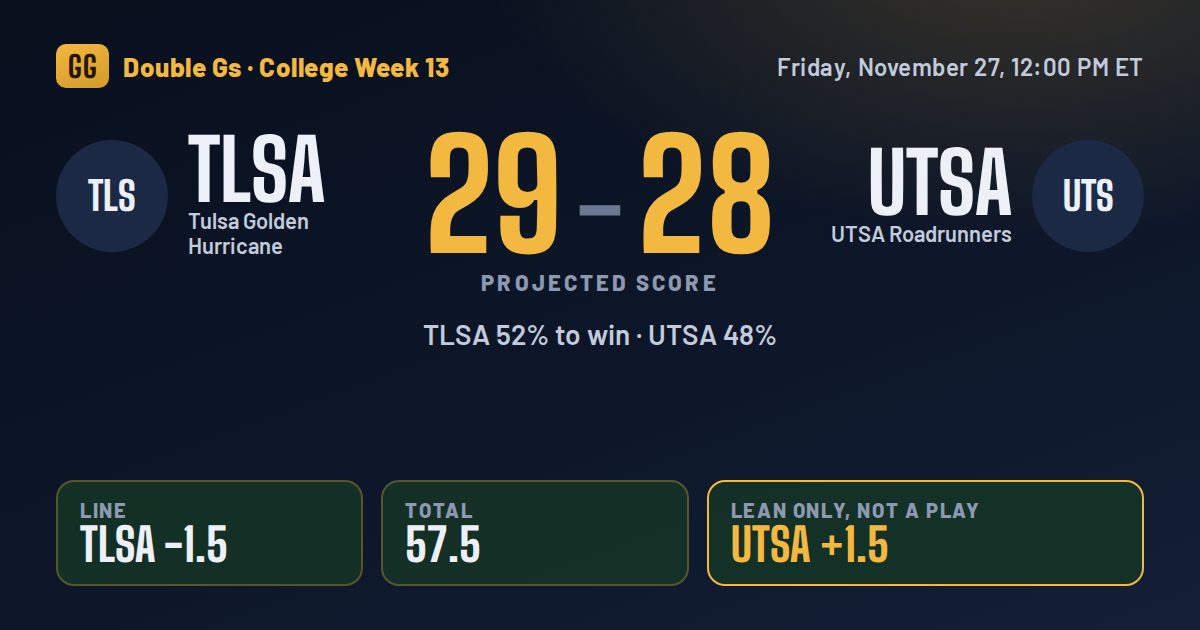 GG
Double Gs · College Week 13
Friday, November 27, 12:00 PM ET
TLS
TLSA
Tulsa Golden
Hurricane
29 – 28
PROJECTED SCORE
TLSA 52% to win · UTSA 48%
UTSA
UTSA Roadrunners
UTS
LINE
TLSA −1.5
TOTAL
57.5
LEAN ONLY, NOT A PLAY
UTSA +1.5